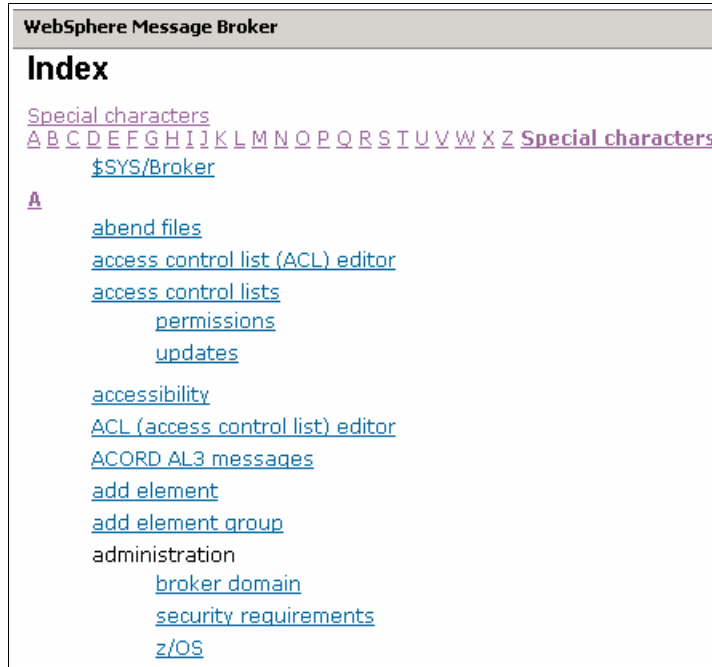 WebSphere Message Broker
Index
Special characters
A B C D E F G H I J K L M N O P Q R S T U V W X Z Special characters
$SYS/Broker
A
abend files
access control list (ACL) editor
access control lists
permissions
updates
accessibility
ACL (access control list) editor
ACORD AL3 messages
add element
add element group
administration
broker domain
security requirements
z/OS